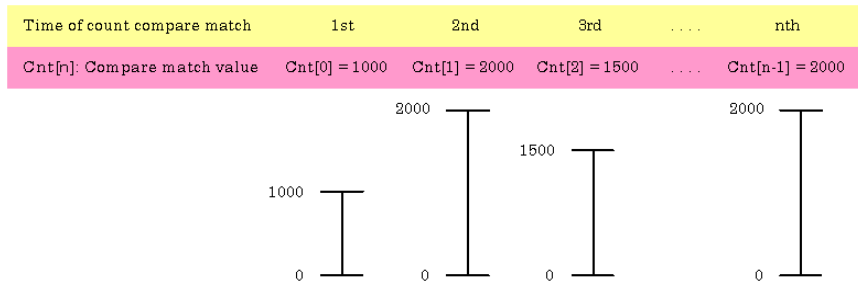 Time of count compare match 1st 2nd 3rd .... nth
Cnt[n]: Compare match value Cnt[0] = 1000 Cnt[1] = 2000 Cnt[2] = 1500 .... Cnt[n-1] = 2000
2000 2000
1500
1000
0 0 0 0